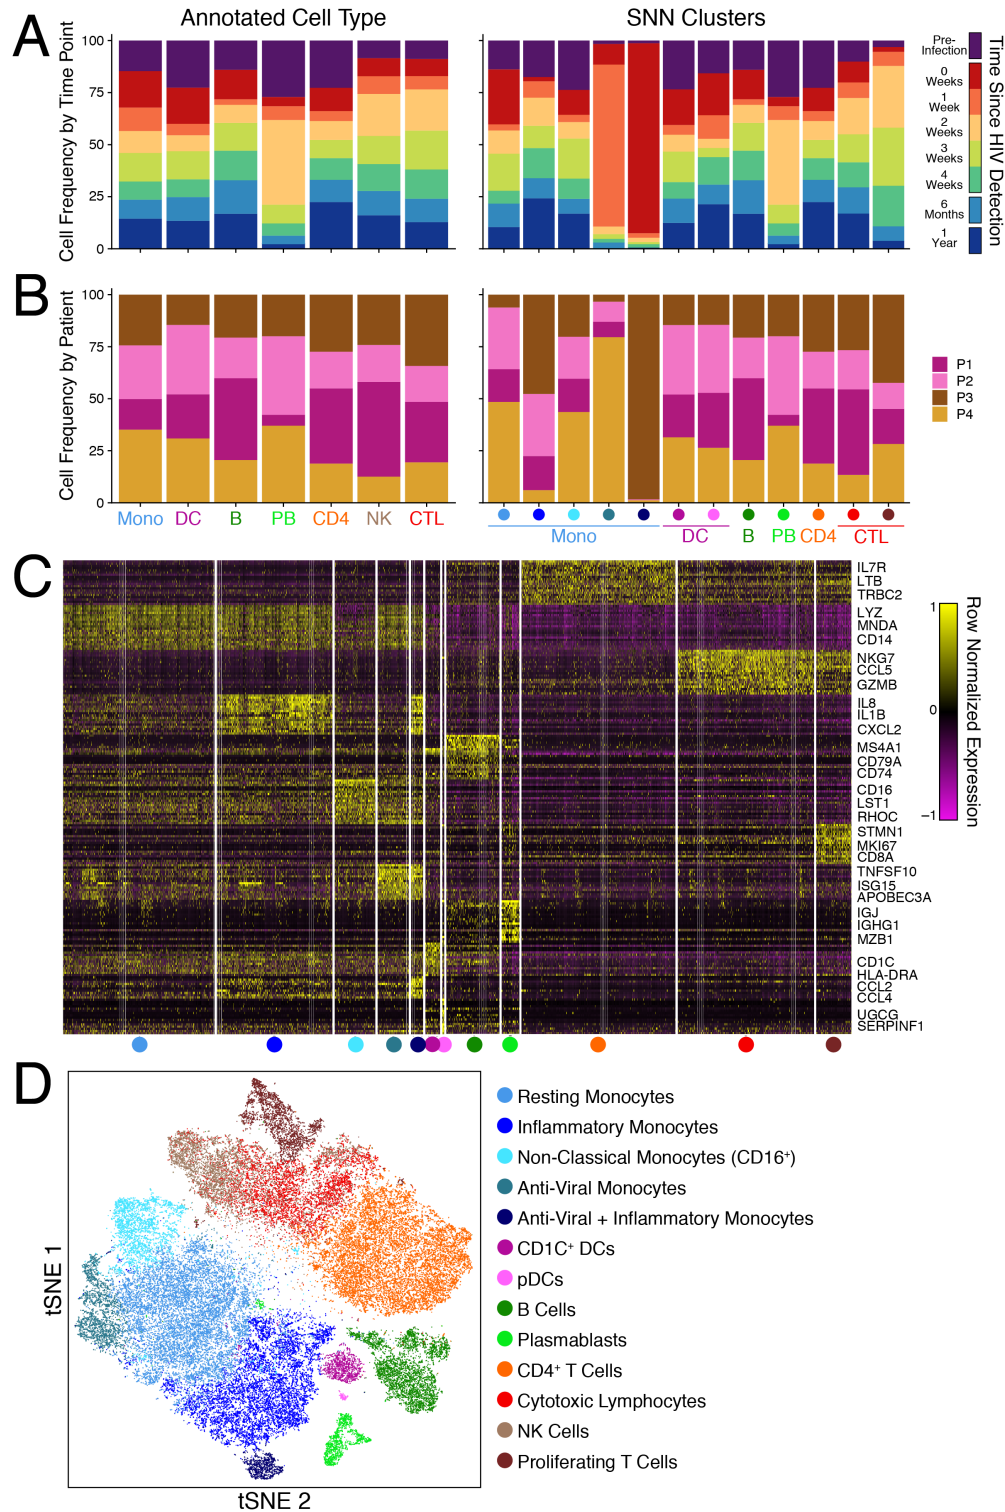 A
Annotated Cell Type
SNN Clusters
Cell Frequency by Time Point
100
75
50
25
0
Pre-
Infection
0
Weeks
1
Week
2
Weeks
3
Weeks
4
Weeks
6
Months
1
Year
Time Since HIV Detection
B
Cell Frequency by Patient
100
75
50
25
0
P1
P2
P3
P4
Mono DC B PB CD4 NK CTL
Mono DC B PB CD4 CTL
C
IL7R
LTB
TRBC2
LYZ
MNDA
CD14
NKG7
CCL5
GZMB
IL8
IL1B
CXCL2
MS4A1
CD79A
CD74
CD16
LST1
RHOC
STMN1
MKI67
CD8A
TNFSF10
ISG15
APOBEC3A
IGJ
IGHG1
MZB1
CD1C
HLA-DRA
CCL2
CCL4
UGCG
SERPINF1
1
0
−1
Row Normalized Expression
D
tSNE 1
tSNE 2
Resting Monocytes
Inflammatory Monocytes
Non-Classical Monocytes (CD16⁺)
Anti-Viral Monocytes
Anti-Viral + Inflammatory Monocytes
CD1C⁺ DCs
pDCs
B Cells
Plasmablasts
CD4⁺ T Cells
Cytotoxic Lymphocytes
NK Cells
Proliferating T Cells